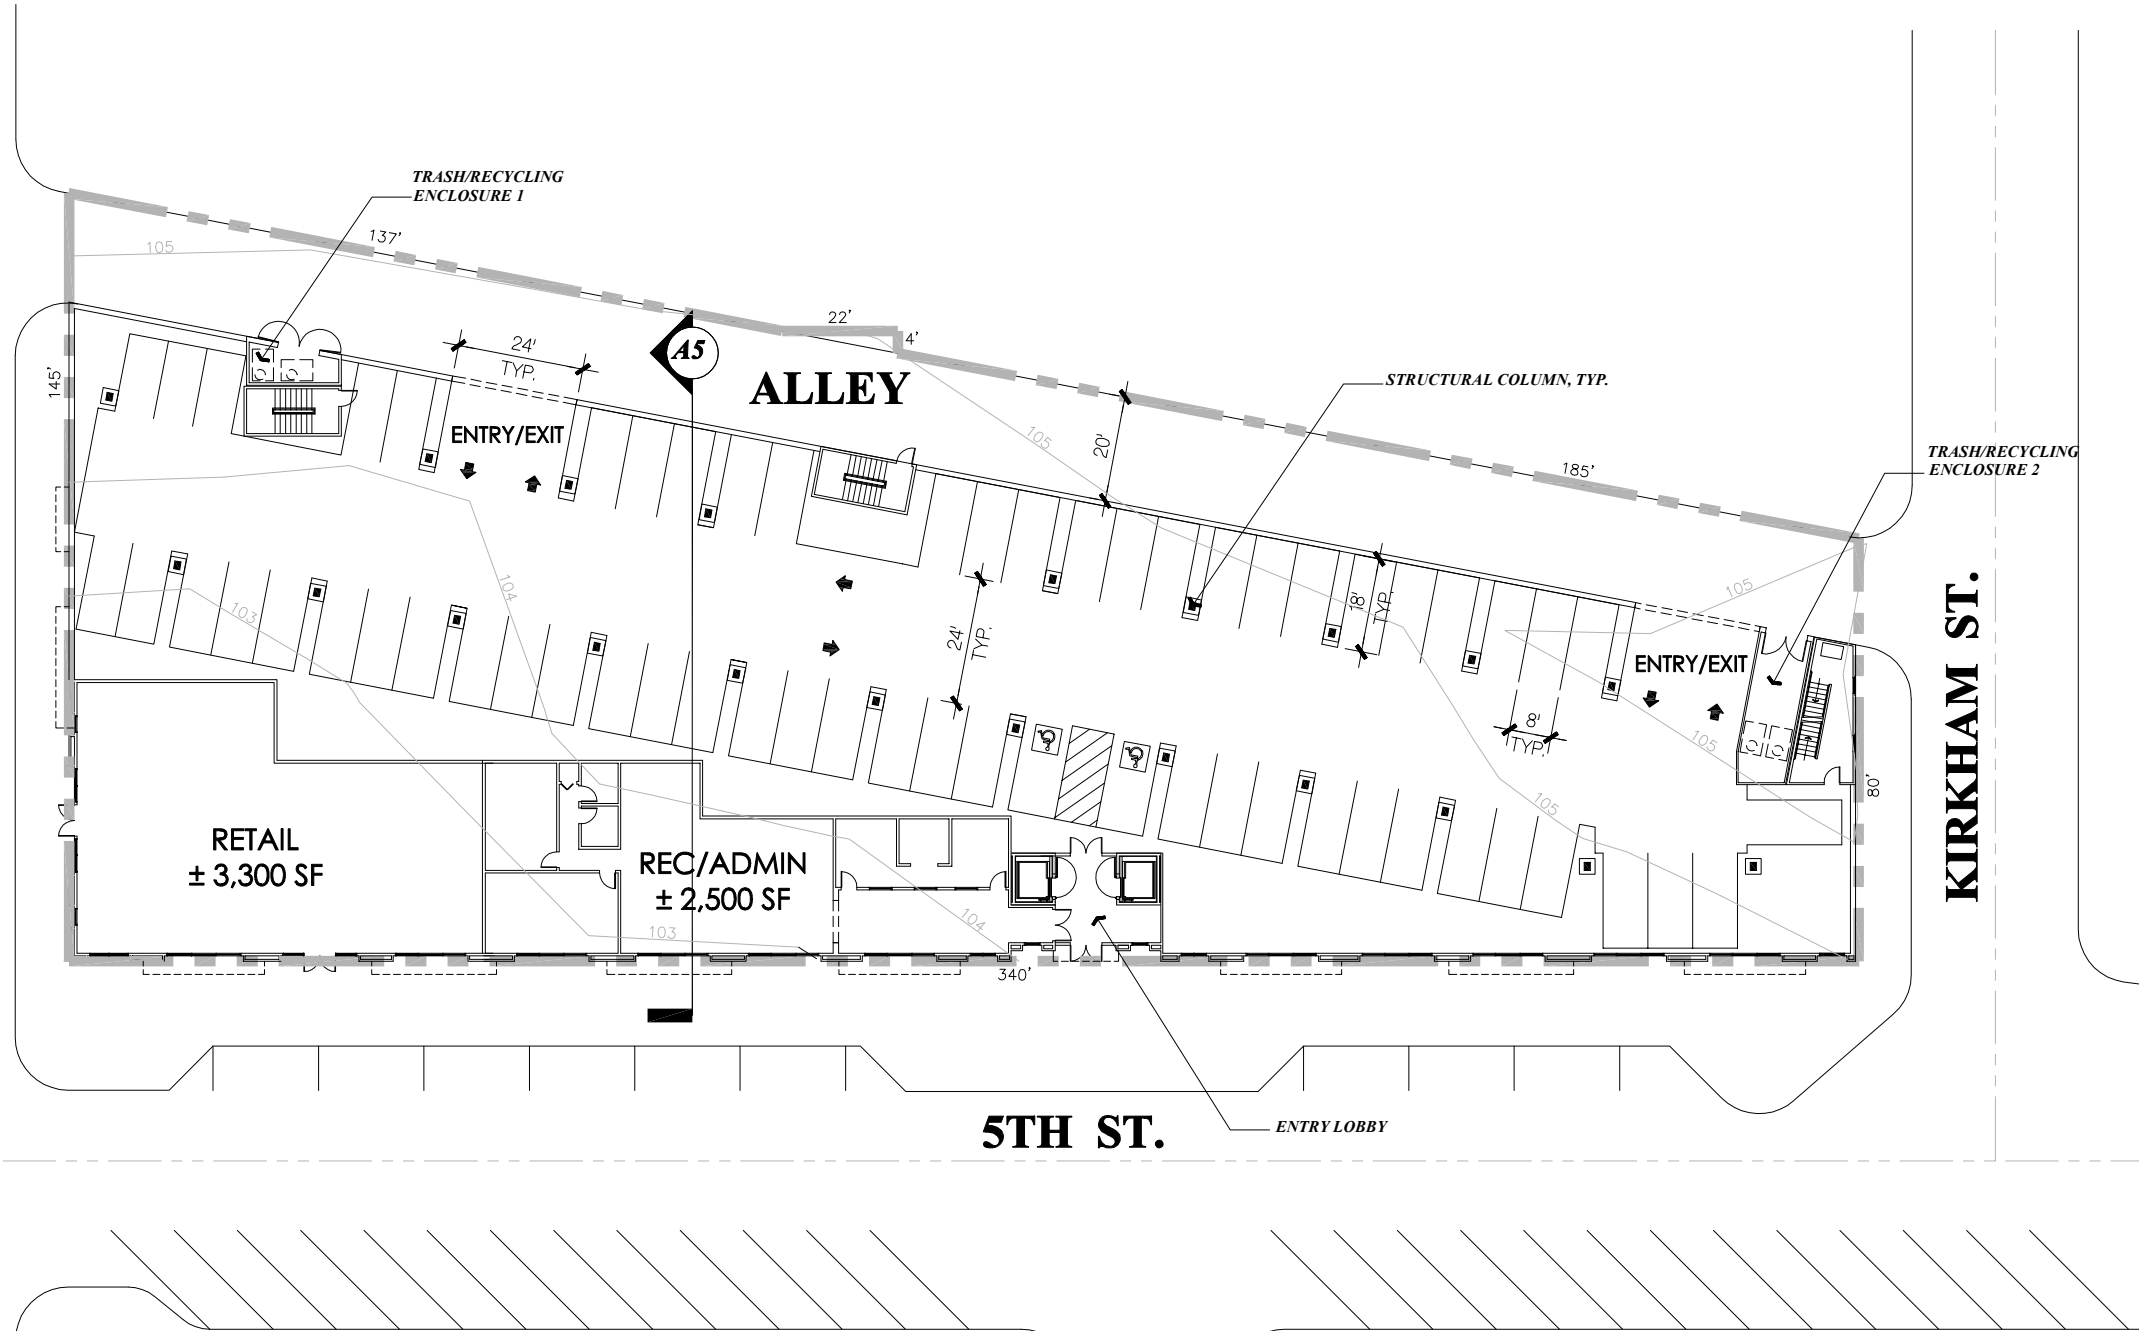 TRASH/RECYCLING
ENCLOSURE 1
137'
105
22'
4'
24'
TYP.
A5
ALLEY
145'
STRUCTURAL COLUMN, TYP.
ENTRY/EXIT
105
20'
185'
TRASH/RECYCLING
ENCLOSURE 2
104
103
24'
TYP.
18'
TYP.
105
ENTRY/EXIT
8'
TYP.
105
105
80'
KIRKHAM ST.
RETAIL
± 3,300 SF
REC/ADMIN
± 2,500 SF
103
104
340'
5TH ST.
ENTRY LOBBY